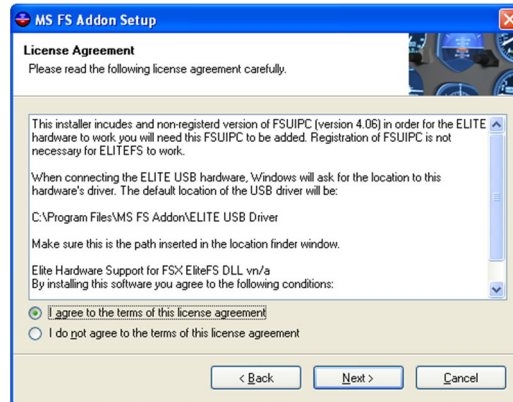 MS FS Addon Setup
License Agreement
Please read the following license agreement carefully.
This installer incudes and non-registerd version of FSUIPC (version 4.06) in order for the ELITE
hardware to work you will need this FSUIPC to be added. Registration of FSUIPC is not
necessary for ELITEFS to work.
When connecting the ELITE USB hardware, Windows will ask for the location to this
hardware's driver. The default location of the USB driver will be:
C:\Program Files\MS FS Addon\ELITE USB Driver
Make sure this is the path inserted in the location finder window.
Elite Hardware Support for FSX EliteFS DLL vn/a
By installing this software you agree to the following conditions:
I agree to the terms of this license agreement
I do not agree to the terms of this license agreement
< Back
Next >
Cancel